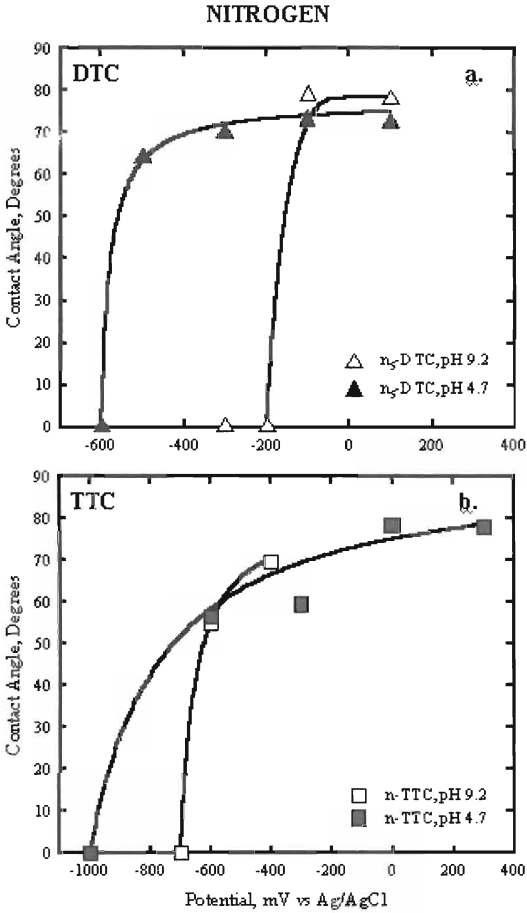 NITROGEN
DTC
a.
90
80
70
60
50
40
30
20
10
0
Contact Angle, Degrees
n5-D TC,pH 9.2
n5-D TC,pH 4.7
-600 -400 -200 0 200 400
TTC
b.
90
80
70
60
50
40
30
20
10
0
Contact Angle, Degrees
n-TTC,pH 9.2
n-TTC,pH 4.7
-1000 -800 -600 -400 -200 0 200 400
Potential, mV vs Ag/AgCl